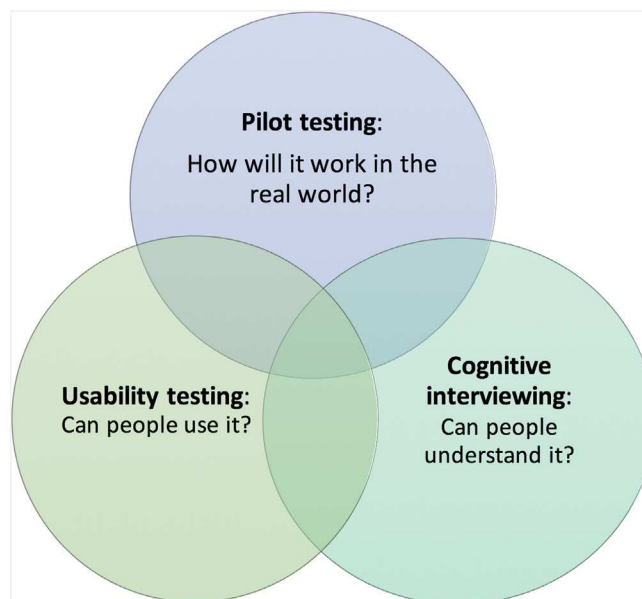 Pilot testing:
How will it work in the
real world?
Usability testing:
Can people use it?
Cognitive
interviewing:
Can people
understand it?